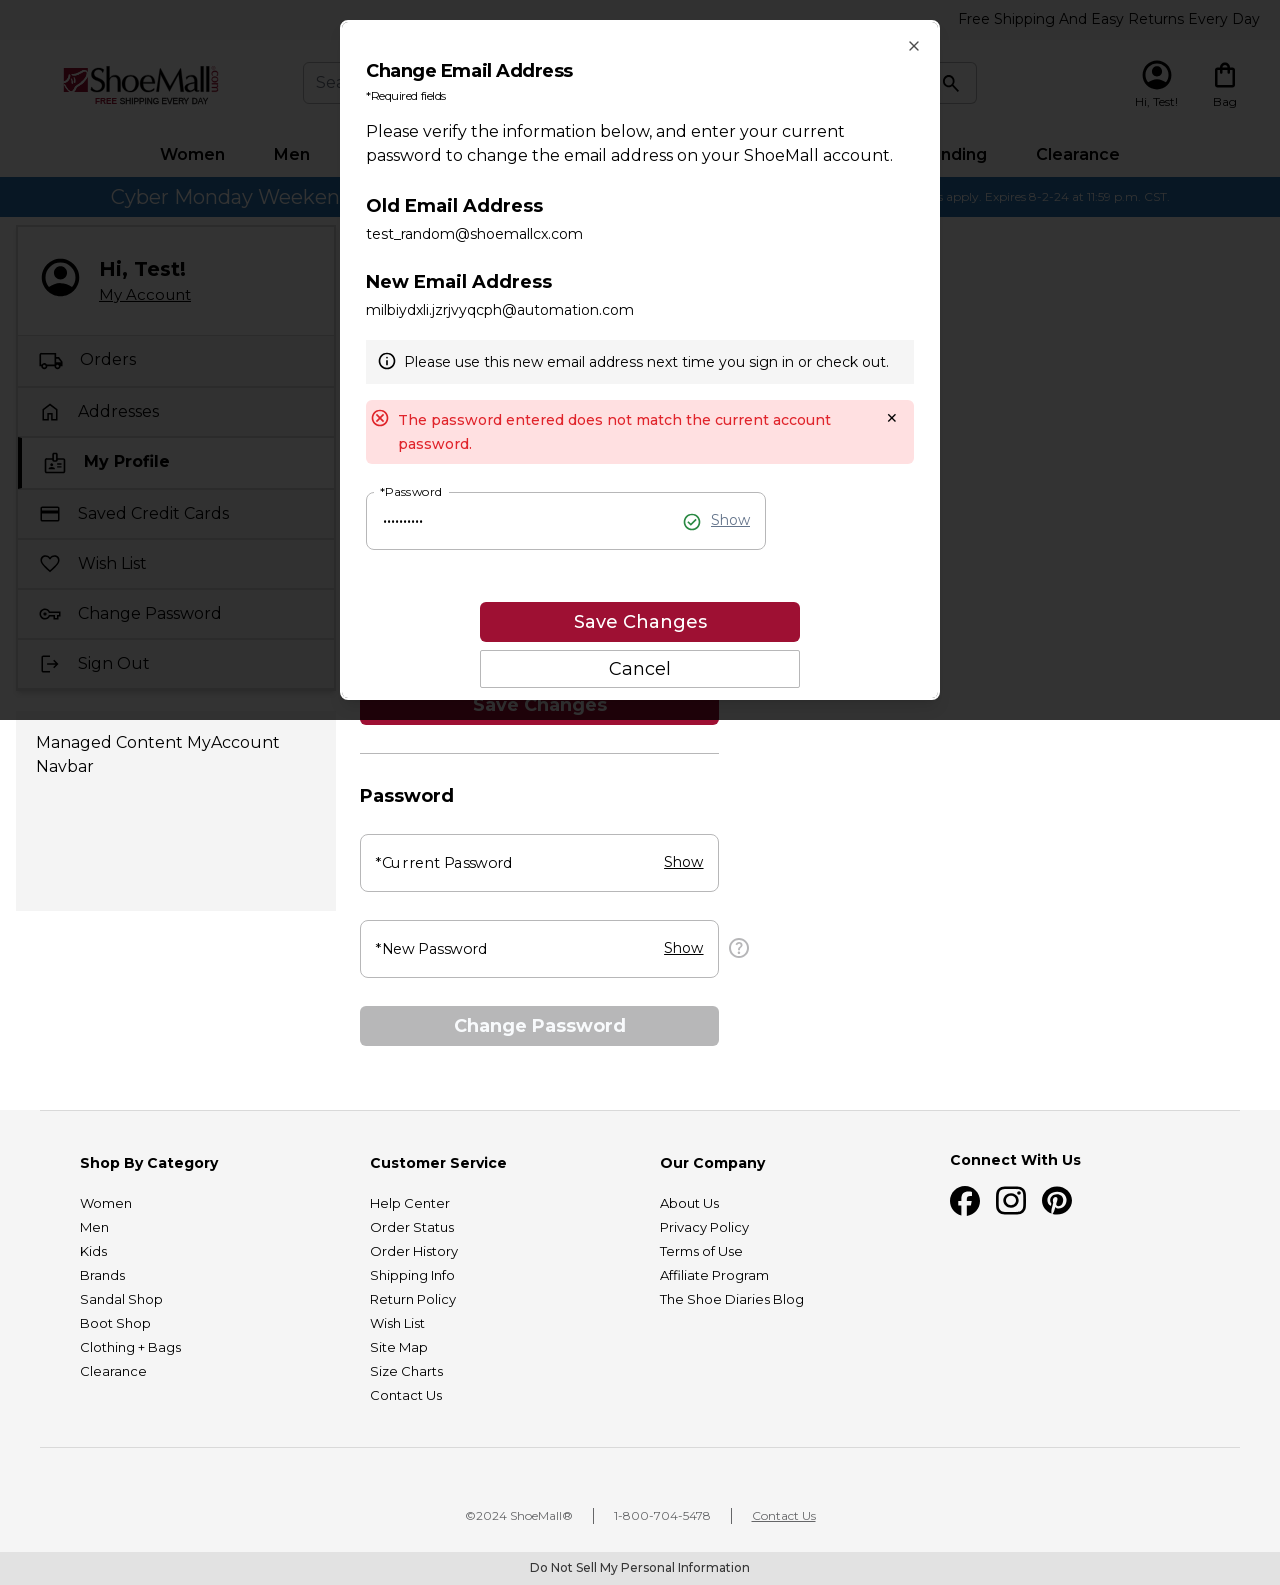 Free Shipping And Easy Returns Every Day
ShoeMall.com
FREE SHIPPING EVERY DAY
Sea
Hi, Test!
Bag
Women
Men
nding
Clearance
Cyber Monday Weeken
s apply. Expires 8-2-24 at 11:59 p.m. CST.
Hi, Test!
My Account
Orders
Addresses
My Profile
Saved Credit Cards
Wish List
Change Password
Sign Out
Managed Content MyAccount
Navbar
Change Email Address
*Required fields
Please verify the information below, and enter your current
password to change the email address on your ShoeMall account.
Old Email Address
test_random@shoemallcx.com
New Email Address
milbiydxli.jzrjvyqcph@automation.com
Please use this new email address next time you sign in or check out.
The password entered does not match the current account
password.
*Password
••••••••••
Show
Save Changes
Cancel
Save Changes
Password
*Current Password
Show
*New Password
Show
Change Password
Shop By Category
Women
Men
Kids
Brands
Sandal Shop
Boot Shop
Clothing + Bags
Clearance
Customer Service
Help Center
Order Status
Order History
Shipping Info
Return Policy
Wish List
Site Map
Size Charts
Contact Us
Our Company
About Us
Privacy Policy
Terms of Use
Affiliate Program
The Shoe Diaries Blog
Connect With Us
©2024 ShoeMall®
1-800-704-5478
Contact Us
Do Not Sell My Personal Information